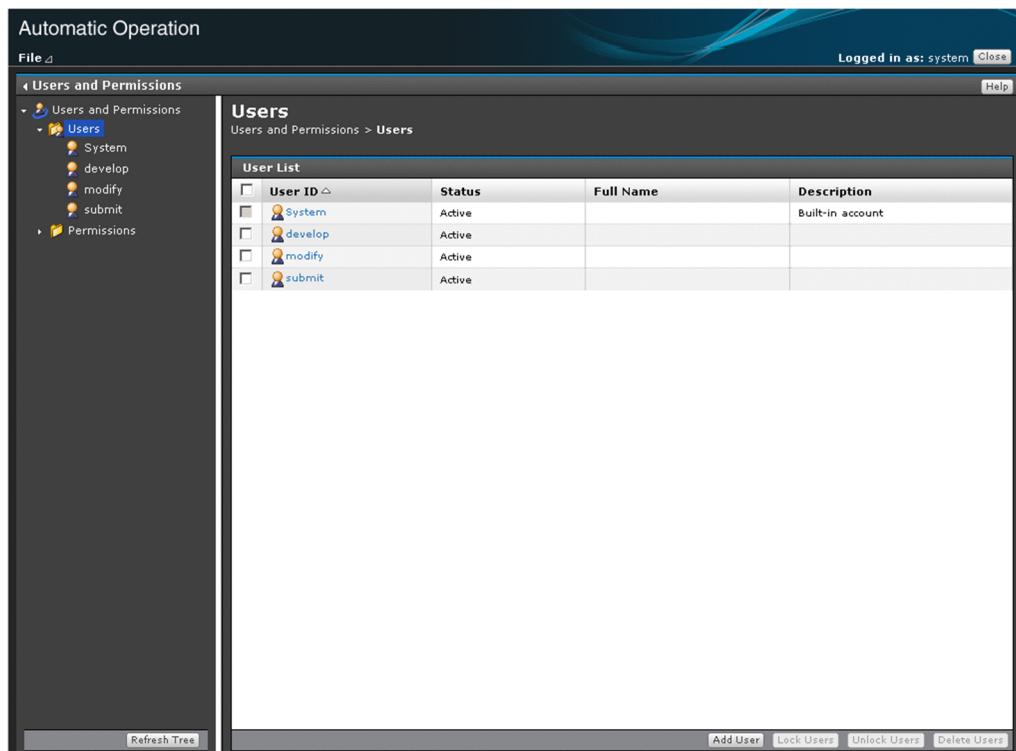 Automatic Operation
File
Logged in as: system Close
Users and Permissions
Help
Users and Permissions
Users
System
develop
modify
submit
Permissions
Refresh Tree
Users
Users and Permissions > Users
User List
User ID Status Full Name Description
System Active Built-in account
develop Active
modify Active
submit Active
Add User Lock Users Unlock Users Delete Users